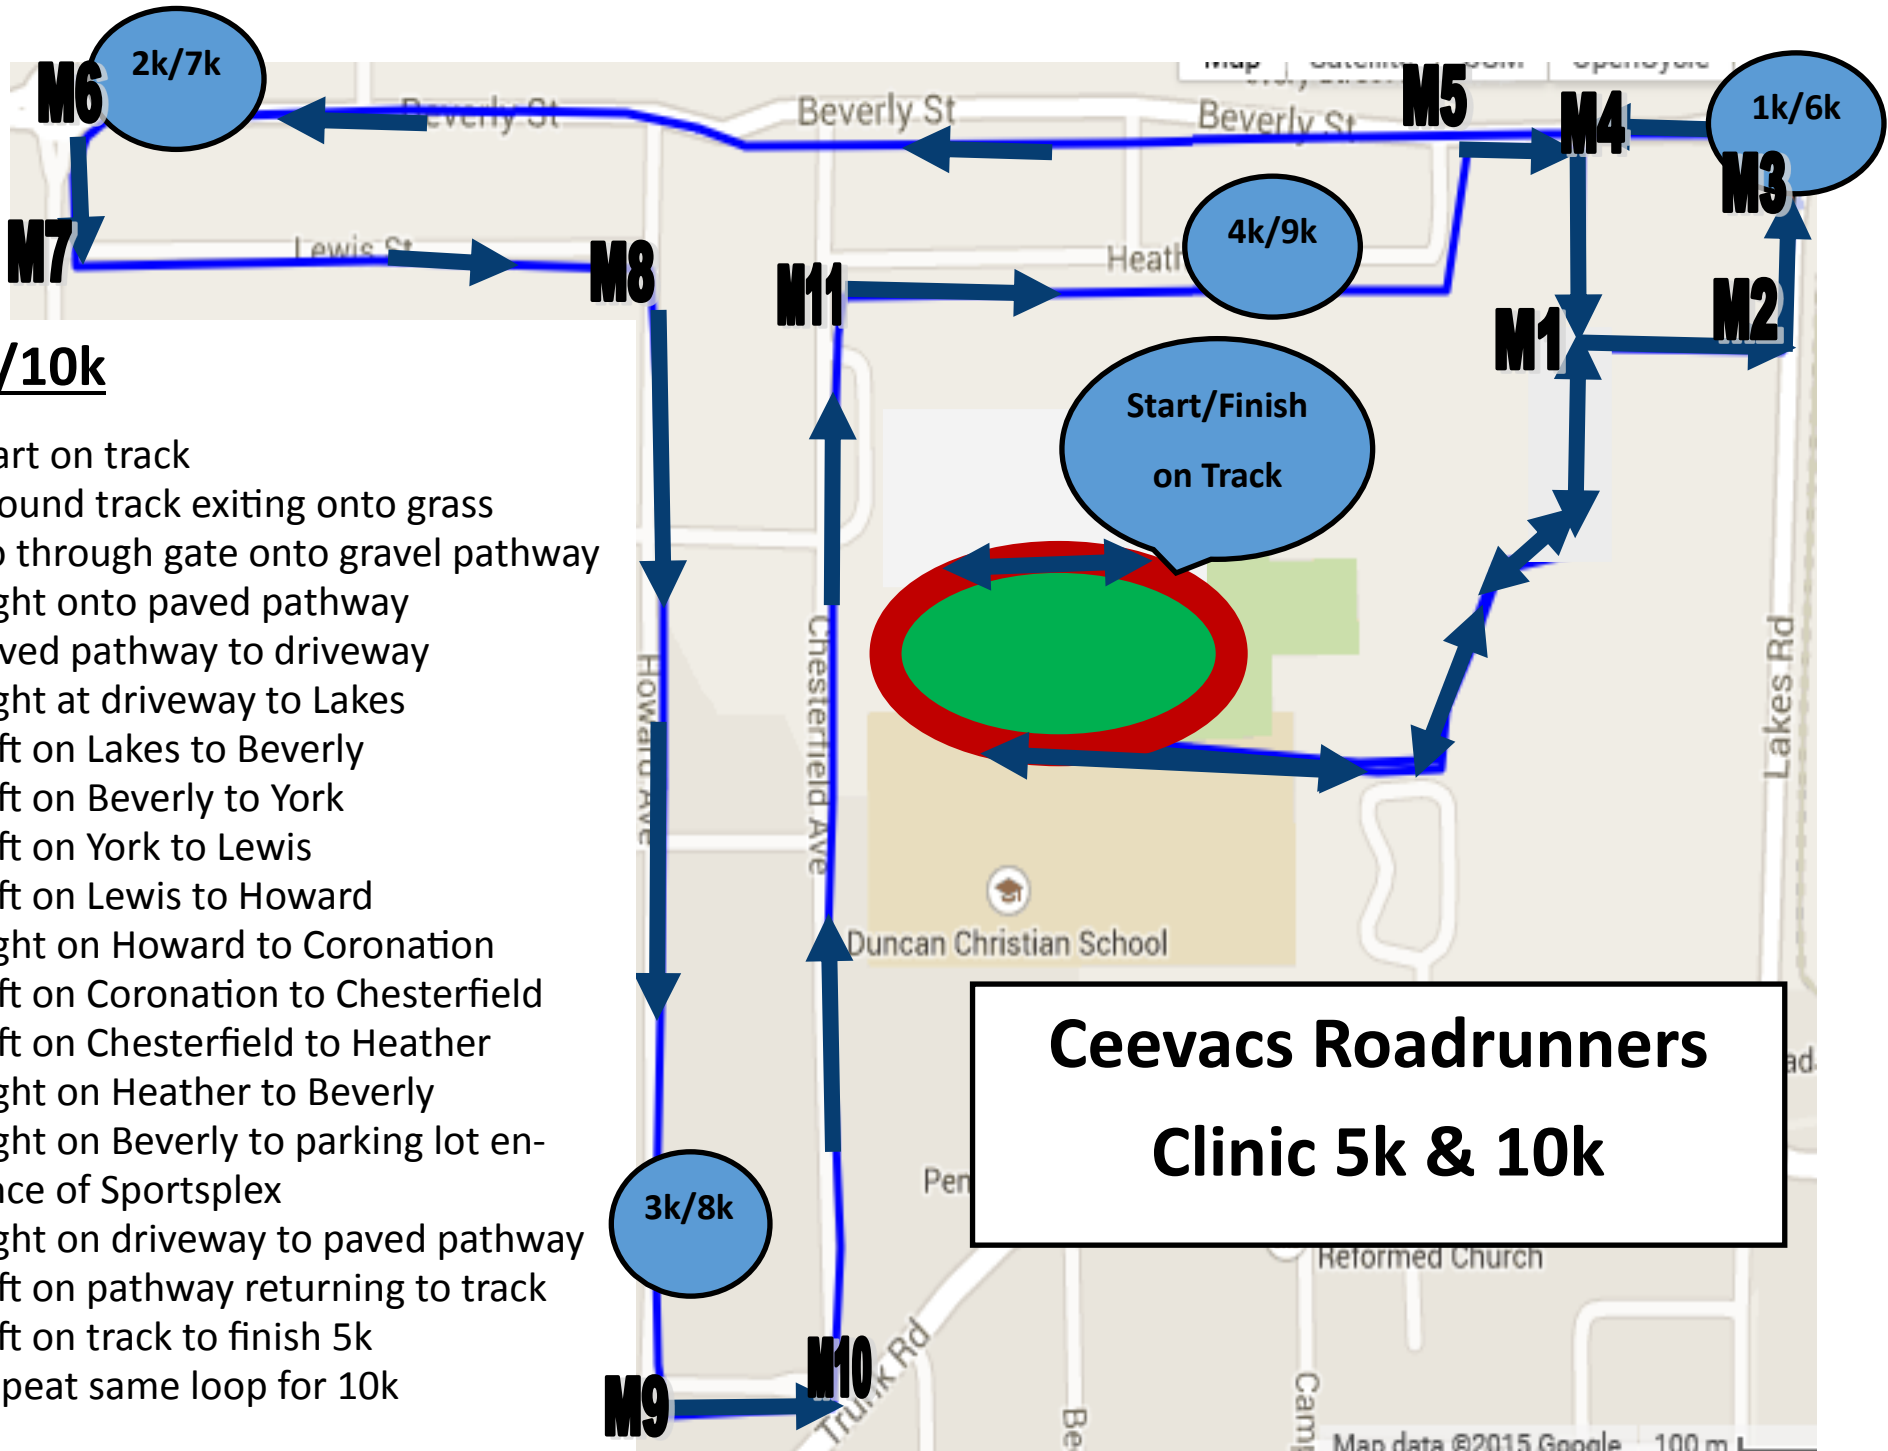 M6
2k/7k
Beverly St
Beverly St
Beverly St
M5
M4
1k/6k
M3
M7
Lewis St
M8
M11
Heath
4k/9k
M2
M1
/10k
Start/Finish
on Track
art on track
ound track exiting onto grass
o through gate onto gravel pathway
ght onto paved pathway
ved pathway to driveway
ght at driveway to Lakes
ft on Lakes to Beverly
ft on Beverly to York
ft on York to Lewis
ft on Lewis to Howard
ght on Howard to Coronation
ft on Coronation to Chesterfield
ft on Chesterfield to Heather
ght on Heather to Beverly
ght on Beverly to parking lot en-
nce of Sportsplex
ght on driveway to paved pathway
ft on pathway returning to track
ft on track to finish 5k
peat same loop for 10k
Howard Ave
Chesterfield Ave
Lakes Rd
Duncan Christian School
Ceevacs Roadrunners
Clinic 5k & 10k
Pen
3k/8k
Reformed Church
M9
M10
Trunk Rd
Be
Cam
Map data ©2015 Google 100 m